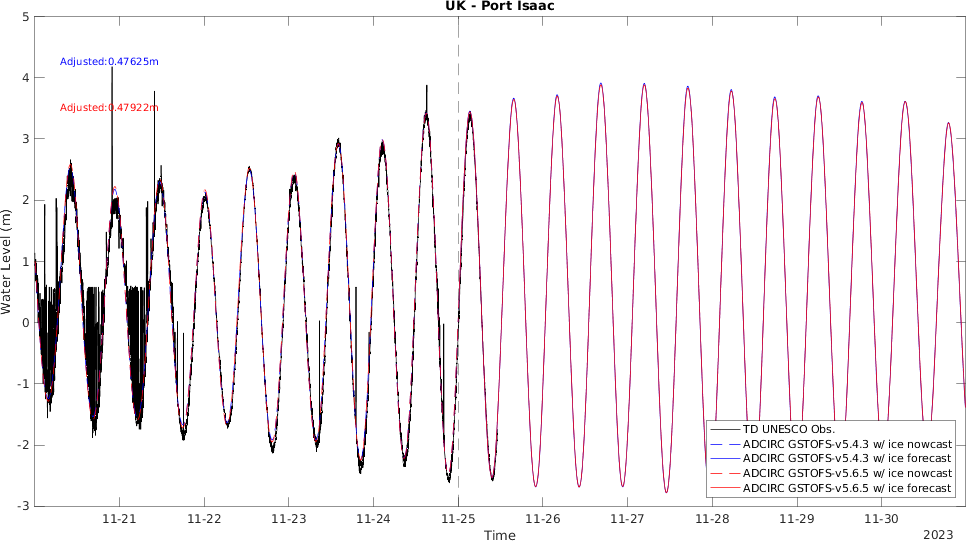 UK - Port Isaac
5
4
3
2
1
0
-1
-2
-3
Water Level (m)
Adjusted:0.47625m
Adjusted:0.47922m
TD UNESCO Obs.
ADCIRC GSTOFS-v5.4.3 w/ ice nowcast
ADCIRC GSTOFS-v5.4.3 w/ ice forecast
ADCIRC GSTOFS-v5.6.5 w/ ice nowcast
ADCIRC GSTOFS-v5.6.5 w/ ice forecast
11-21 11-22 11-23 11-24 11-25 11-26 11-27 11-28 11-29 11-30
Time
2023